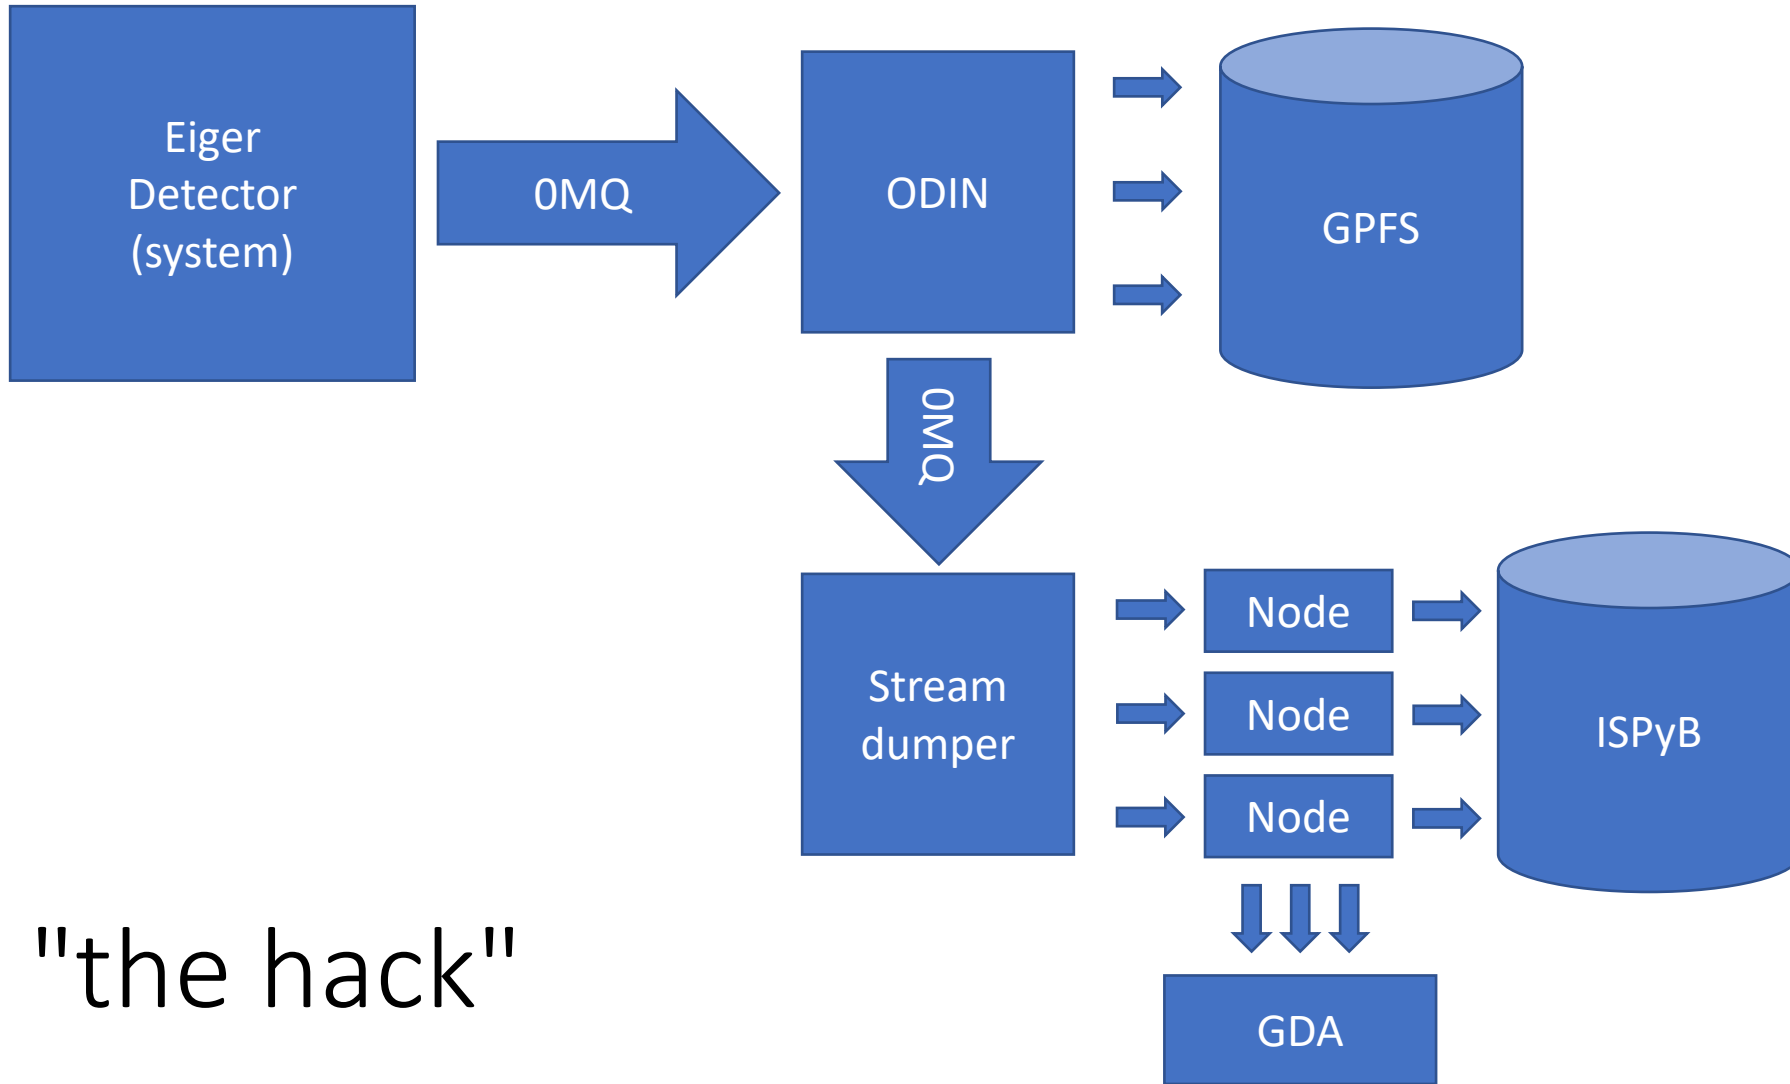 Eiger
Detector
(system)
0MQ
ODIN
GPFS
0MQ
Stream
dumper
Node
Node
Node
ISPyB
GDA
"the hack"